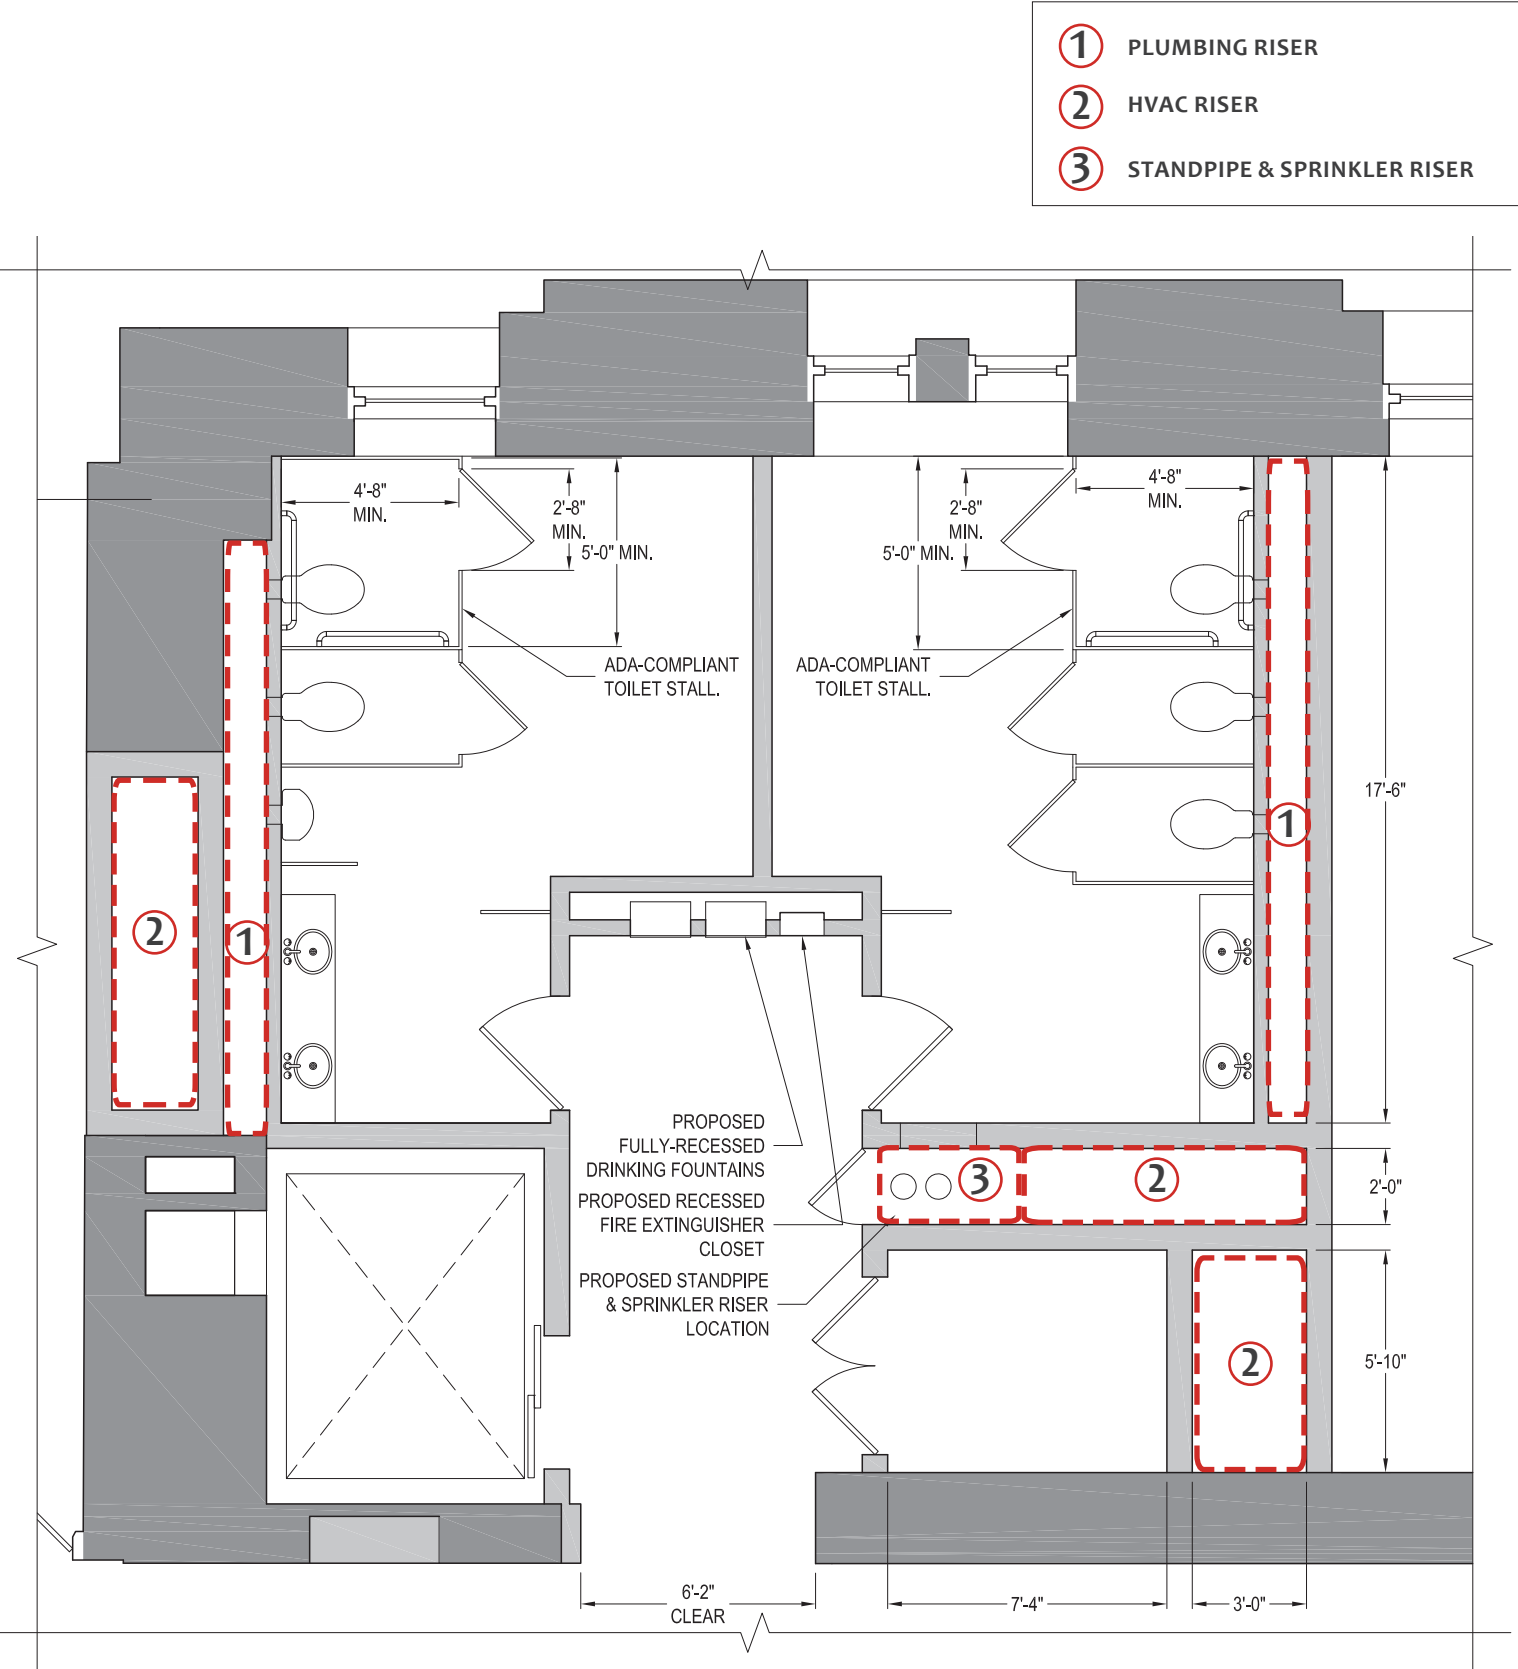 1 PLUMBING RISER
2 HVAC RISER
3 STANDPIPE & SPRINKLER RISER
4'-8"
MIN.
2'-8"
MIN.
5'-0" MIN.
ADA-COMPLIANT
TOILET STALL.
4'-8"
MIN.
2'-8"
MIN.
5'-0" MIN.
ADA-COMPLIANT
TOILET STALL.
17'-6"
1
2
1
PROPOSED
FULLY-RECESSED
DRINKING FOUNTAINS
PROPOSED RECESSED
FIRE EXTINGUISHER
CLOSET
PROPOSED STANDPIPE
& SPRINKLER RISER
LOCATION
3
2
2'-0"
2
5'-10"
6'-2"
CLEAR
7'-4"
3'-0"